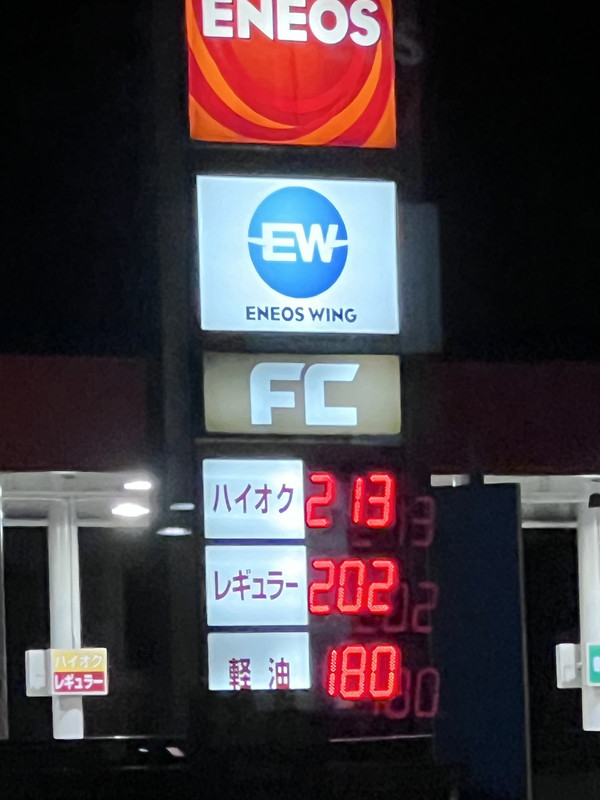 ENEOS
EW
ENEOS WING
FC
ハイオク 213
レギュラー 202
軽油 180
ハイオク
レギュラー